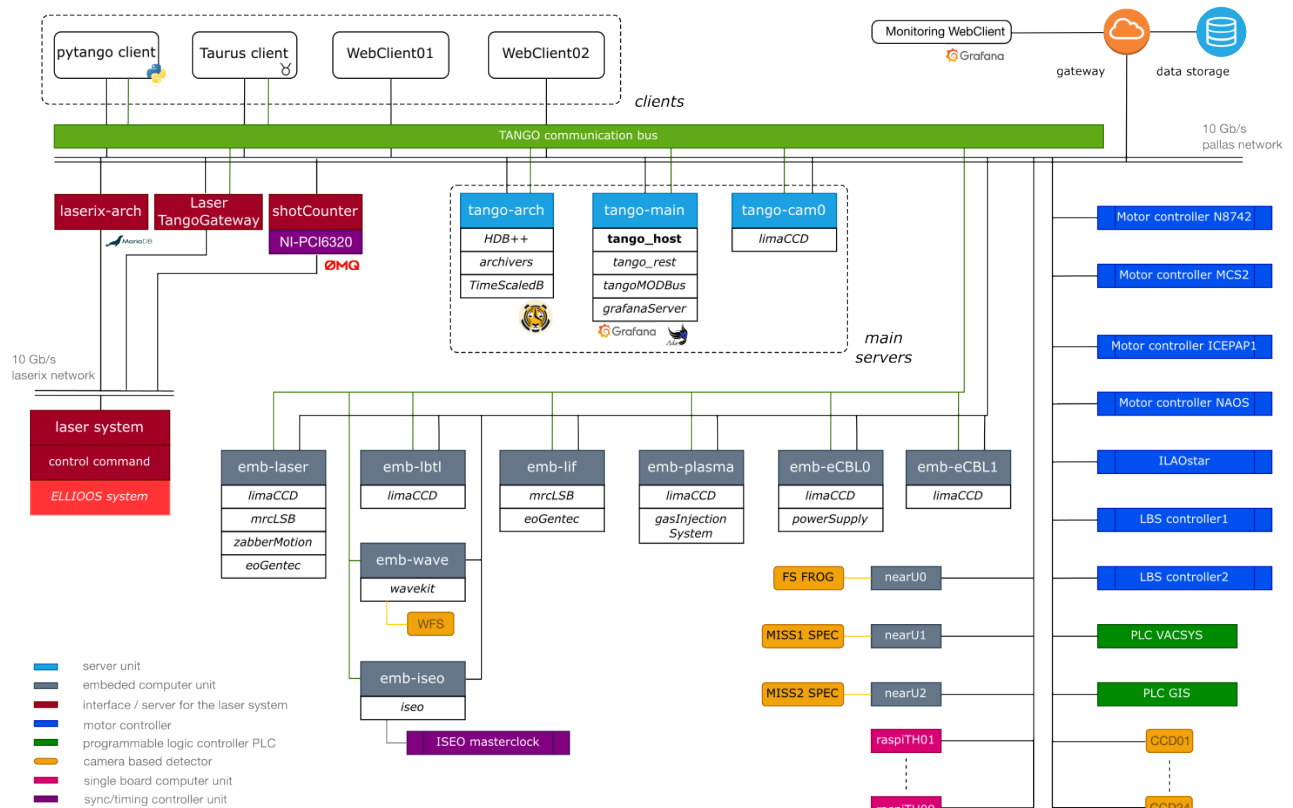 pytango client
Taurus client
WebClient01
WebClient02
clients
Monitoring WebClient
Grafana
gateway
data storage
TANGO communication bus
10 Gb/s
pallas network
laserix-arch
MariaDB
Laser
TangoGateway
shotCounter
NI-PCI6320
ØMQ
tango-arch
HDB++
archivers
TimeScaledB
tango-main
tango_host
tango_rest
tangoMODBus
grafanaServer
Grafana
tango-cam0
limaCCD
main
servers
Motor controller N8742
Motor controller MCS2
Motor controller ICEPAP1
Motor controller NAOS
ILAOstar
LBS controller1
LBS controller2
PLC VACSYS
PLC GIS
CCD01
CCD24
10 Gb/s
laserix network
laser system
control command
ELLIOOS system
emb-laser
limaCCD
mrcLSB
zabberMotion
eoGentec
emb-lbtl
limaCCD
emb-lif
mrcLSB
eoGentec
emb-plasma
limaCCD
gasInjection
System
emb-eCBL0
limaCCD
powerSupply
emb-eCBL1
limaCCD
emb-wave
wavekit
WFS
emb-iseo
iseo
ISEO masterclock
FS FROG
nearU0
MISS1 SPEC
nearU1
MISS2 SPEC
nearU2
raspiTH01
server unit
embeded computer unit
interface / server for the laser system
motor controller
programmable logic controller PLC
camera based detector
single board computer unit
sync/timing controller unit